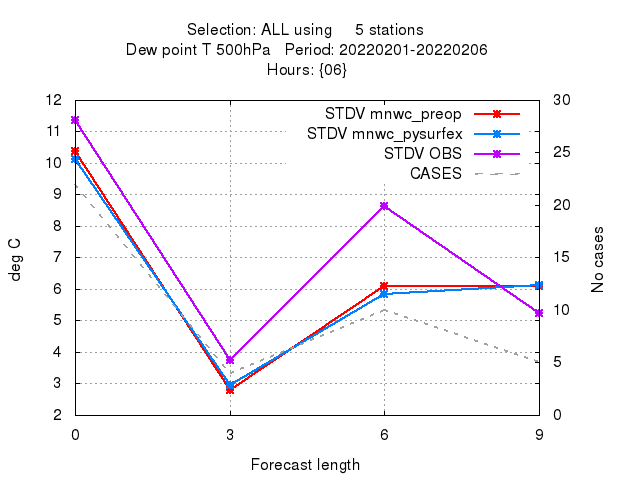 Selection: ALL using     5 stations
Dew point T 500hPa   Period: 20220201-20220206
Hours: {06}
STDV mnwc_preop
STDV mnwc_pysurfex
STDV OBS
CASES
12
11
10
9
8
7
6
5
4
3
2
deg C
30
25
20
15
10
5
0
No cases
0 3 6 9
Forecast length